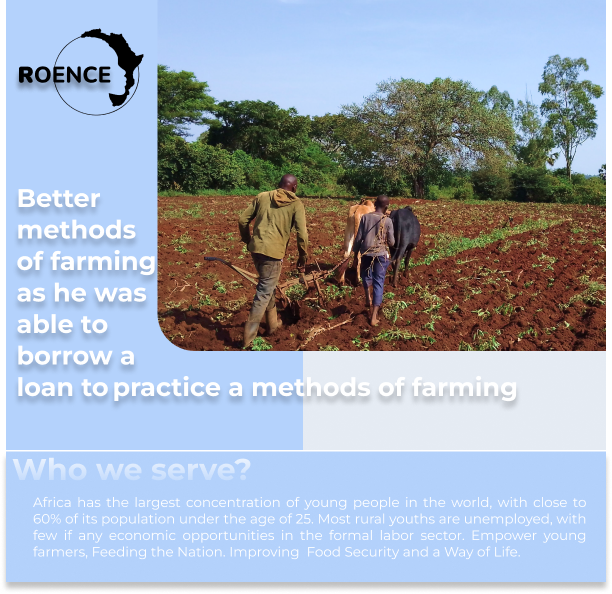 ROENCE
Better
methods
of farming
as he was
able to
borrow a
loan to practice a methods of farming
Who we serve?
Africa has the largest concentration of young people in the world, with close to
60% of its population under the age of 25. Most rural youths are unemployed, with
few if any economic opportunities in the formal labor sector. Empower young
farmers, Feeding the Nation. Improving Food Security and a Way of Life.